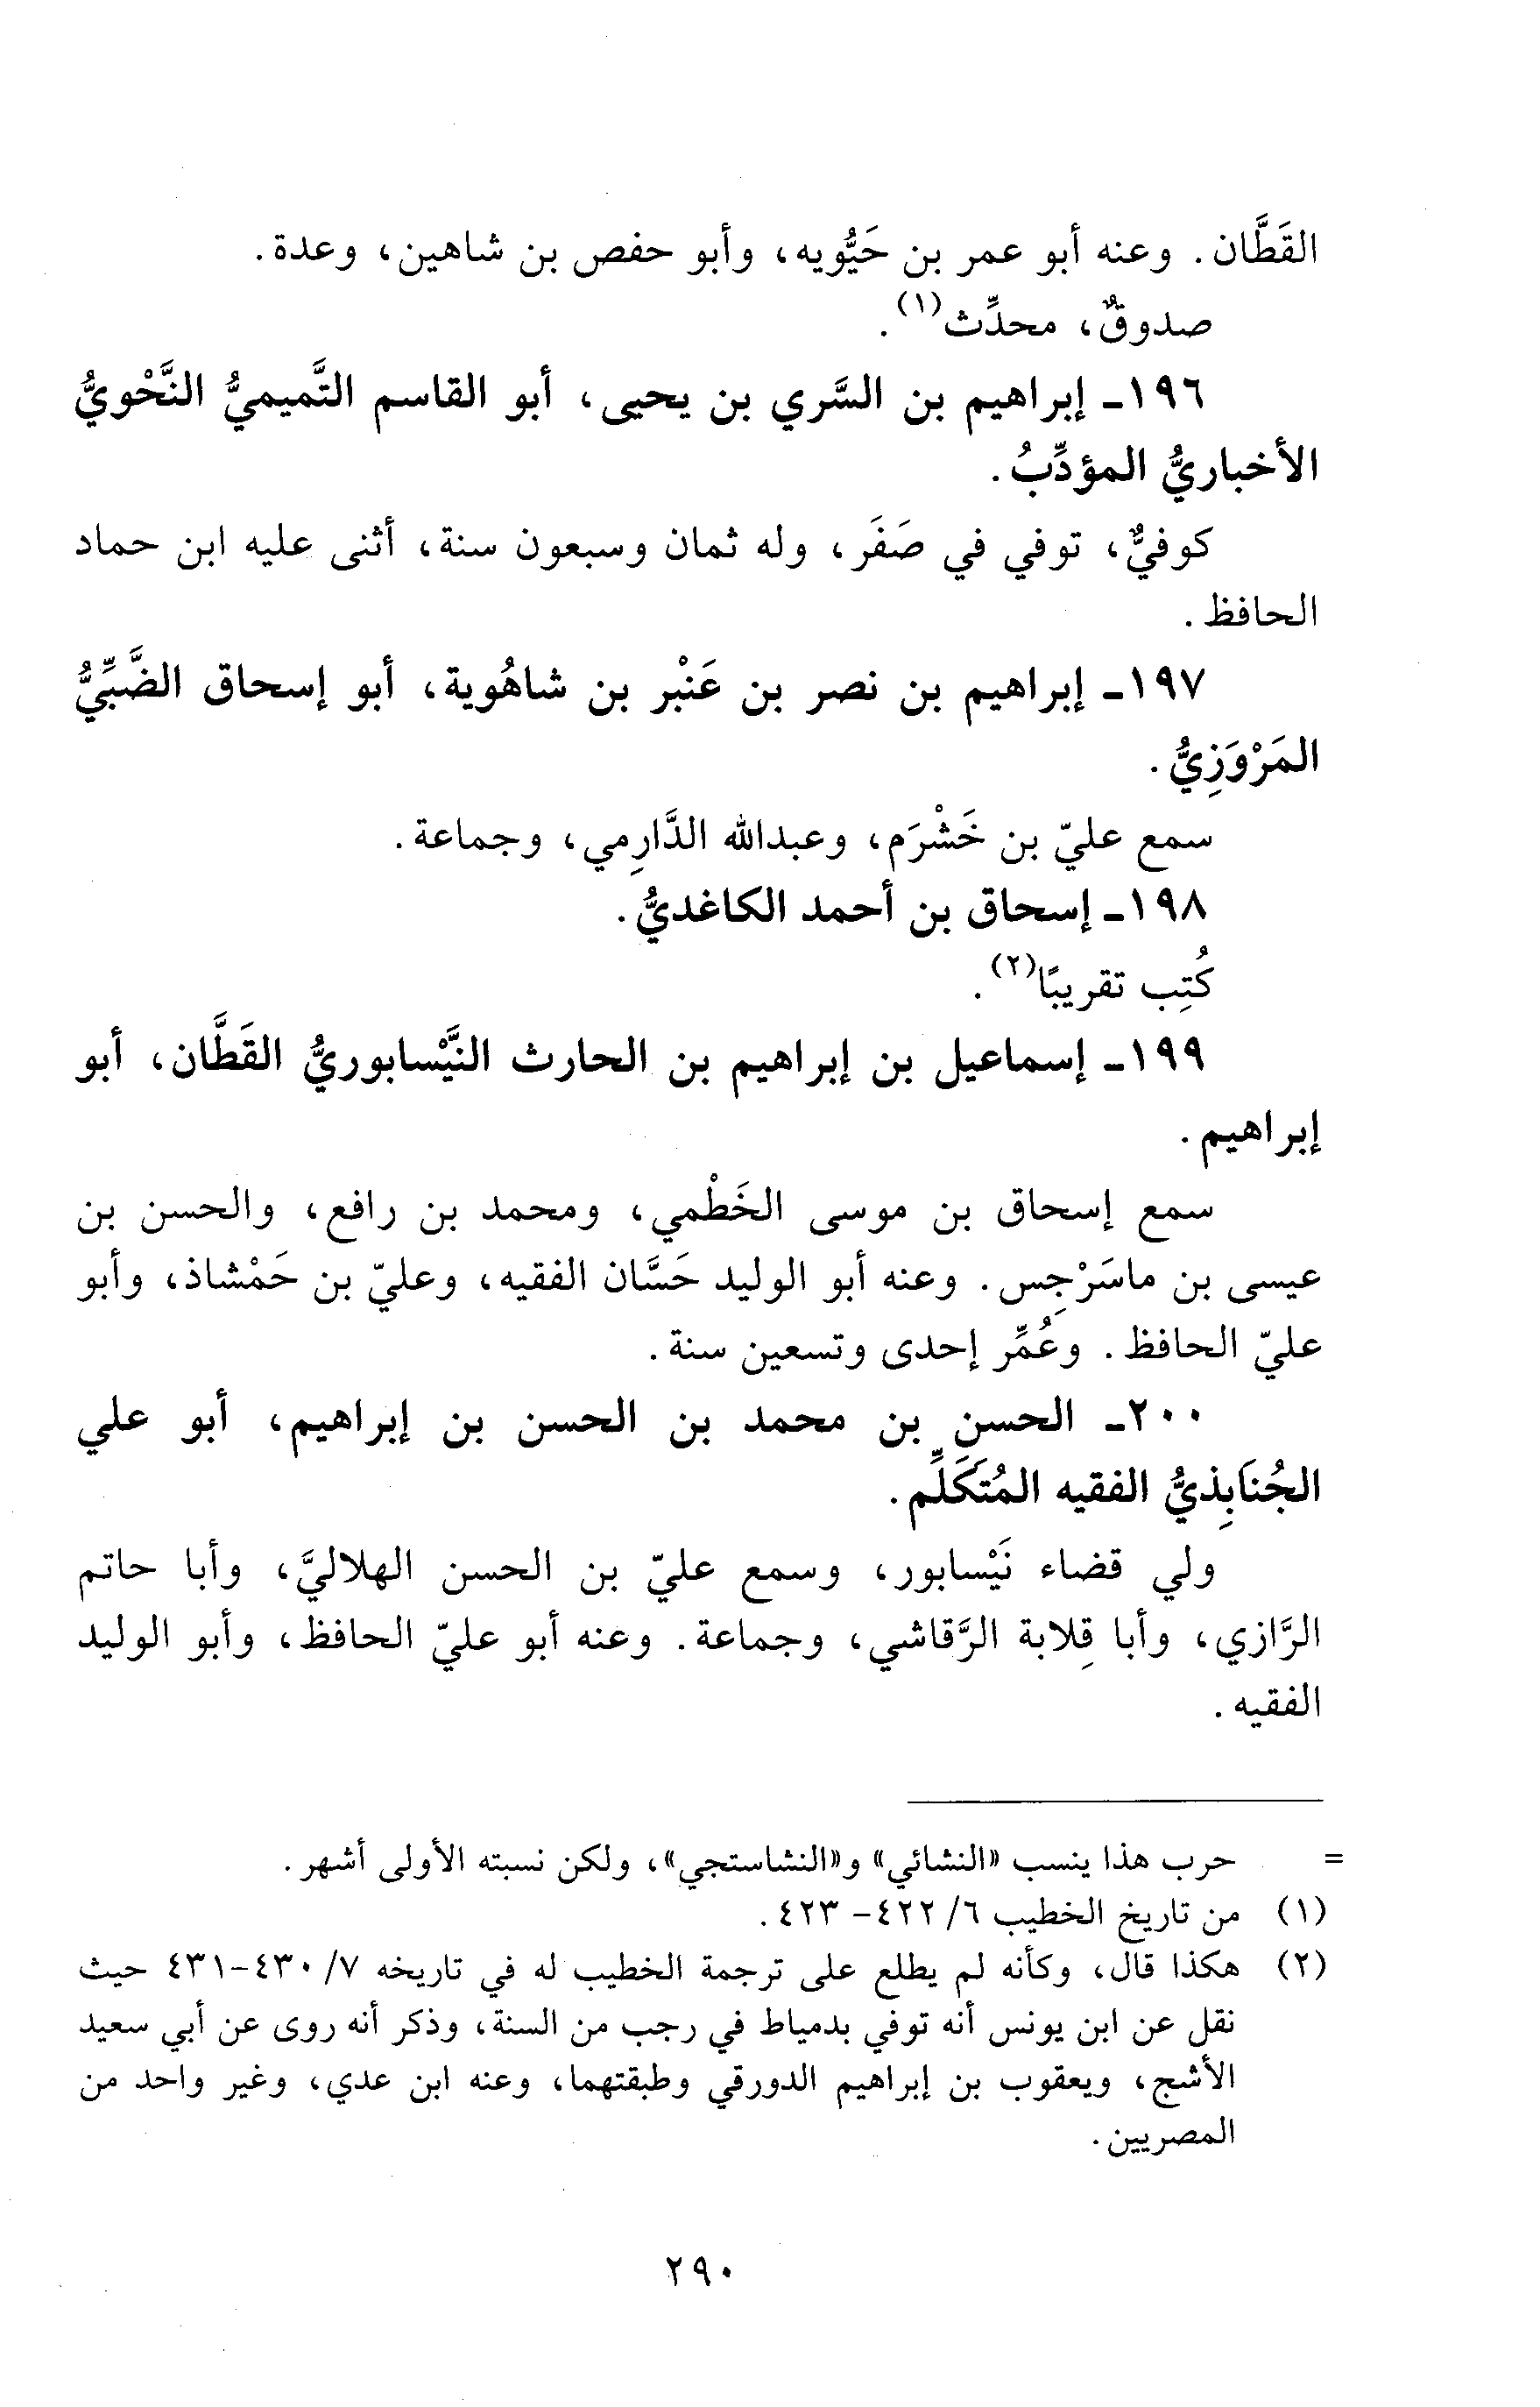 القَطَّان. وعنه أبو عمر بن حَيُّويه، وأبو حفص بن شاهين، وعدة.
صدوقٌ، محدِّث(١).
١٩٦- إبراهيم بن السَّري بن يحيى، أبو القاسم التَّميميُّ النَّحْويُّ
الأخباريُّ المؤدِّبُ.
كوفيٌّ، توفي في صَفَر، وله ثمان وسبعون سنة، أثنى عليه ابن حماد
الحافظ.
١٩٧- إبراهيم بن نصر بن عَنْبر بن شاهُوية، أبو إسحاق الضَّبِّيُّ
المَرْوَزِيُّ.
سمع عليّ بن خَشْرَم، وعبدالله الدَّارِمي، وجماعة.
١٩٨- إسحاق بن أحمد الكاغديُّ.
كُتِب تقريبًا(٢).
١٩٩- إسماعيل بن إبراهيم بن الحارث النَّيْسابوريُّ القَطَّان، أبو
إبراهيم.
سمع إسحاق بن موسى الخَطْمي، ومحمد بن رافع، والحسن بن
عيسى بن ماسَرْجِس. وعنه أبو الوليد حَسَّان الفقيه، وعليّ بن حَمْشاذ، وأبو
عليّ الحافظ. وعُمِّر إحدى وتسعين سنة.
٢٠٠- الحسن بن محمد بن الحسن بن إبراهيم، أبو علي
الجُنَابِذيُّ الفقيه المُتَكَلِّم.
ولي قضاء نَيْسابور، وسمع عليّ بن الحسن الهلاليَّ، وأبا حاتم
الرَّازي، وأبا قِلابة الرَّقاشي، وجماعة. وعنه أبو عليّ الحافظ، وأبو الوليد
الفقيه.
= حرب هذا ينسب «النشائي» و«النشاستجي»، ولكن نسبته الأولى أشهر.
(١) من تاريخ الخطيب ٦/ ٤٢٢- ٤٢٣.
(٢) هكذا قال، وكأنه لم يطلع على ترجمة الخطيب له في تاريخه ٧/ ٤٣٠-٤٣١ حيث
نقل عن ابن يونس أنه توفي بدمياط في رجب من السنة، وذكر أنه روى عن أبي سعيد
الأشج، ويعقوب بن إبراهيم الدورقي وطبقتهما، وعنه ابن عدي، وغير واحد من
المصريين.
٢٩٠